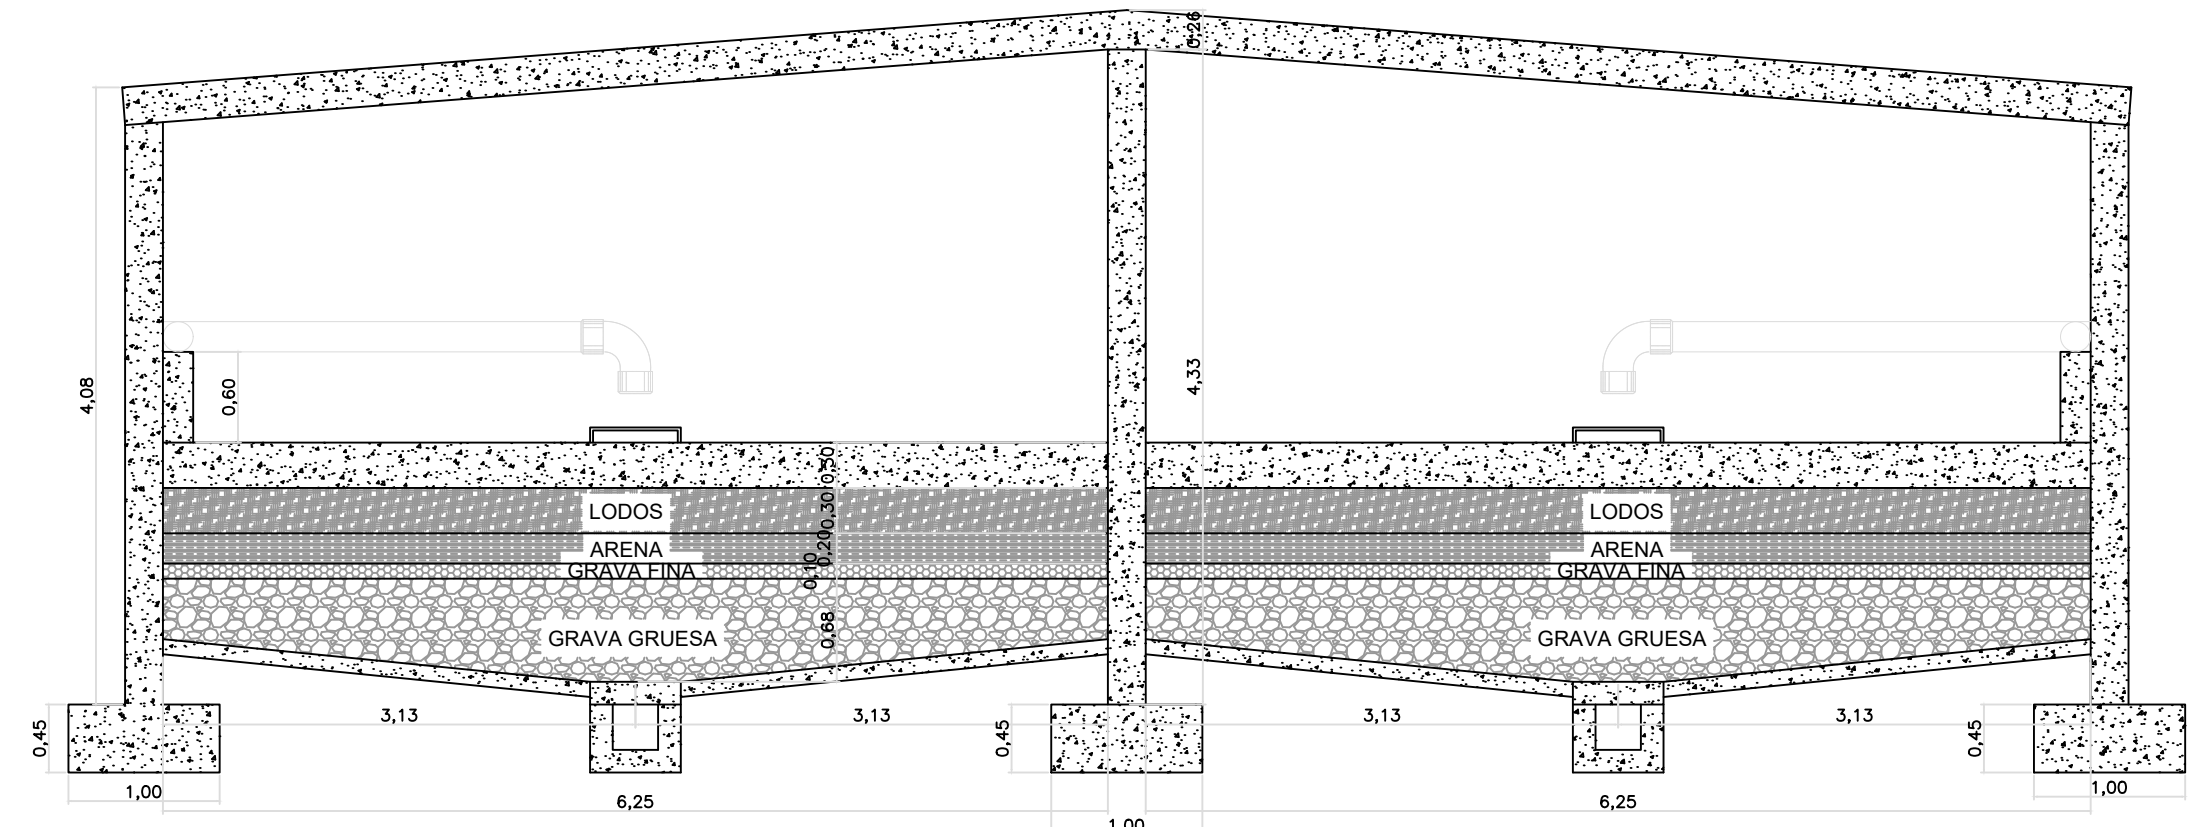 0,26
4,08
0,60
4,33
0,30
LODOS
0,30
LODOS
ARENA
0,20
ARENA
GRAVA FINA
0,10
GRAVA FINA
GRAVA GRUESA
0,68
GRAVA GRUESA
0,45
3,13
3,13
0,45
3,13
3,13
0,45
1,00
6,25
1,00
6,25
1,00